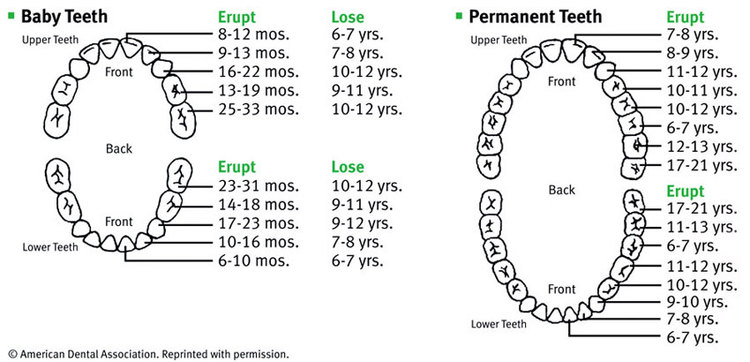 Baby Teeth
Erupt Lose
Upper Teeth
8-12 mos. 6-7 yrs.
9-13 mos. 7-8 yrs.
Front
16-22 mos. 10-12 yrs.
13-19 mos. 9-11 yrs.
25-33 mos. 10-12 yrs.
Back
Erupt Lose
23-31 mos. 10-12 yrs.
14-18 mos. 9-11 yrs.
Front
17-23 mos. 9-12 yrs.
Lower Teeth
10-16 mos. 7-8 yrs.
6-10 mos. 6-7 yrs.
Permanent Teeth
Erupt
Upper Teeth
7-8 yrs.
8-9 yrs.
Front
11-12 yrs.
10-11 yrs.
10-12 yrs.
6-7 yrs.
12-13 yrs.
17-21 yrs.
Back
Erupt
17-21 yrs.
11-13 yrs.
6-7 yrs.
11-12 yrs.
Front
10-12 yrs.
9-10 yrs.
Lower Teeth
7-8 yrs.
6-7 yrs.
© American Dental Association. Reprinted with permission.